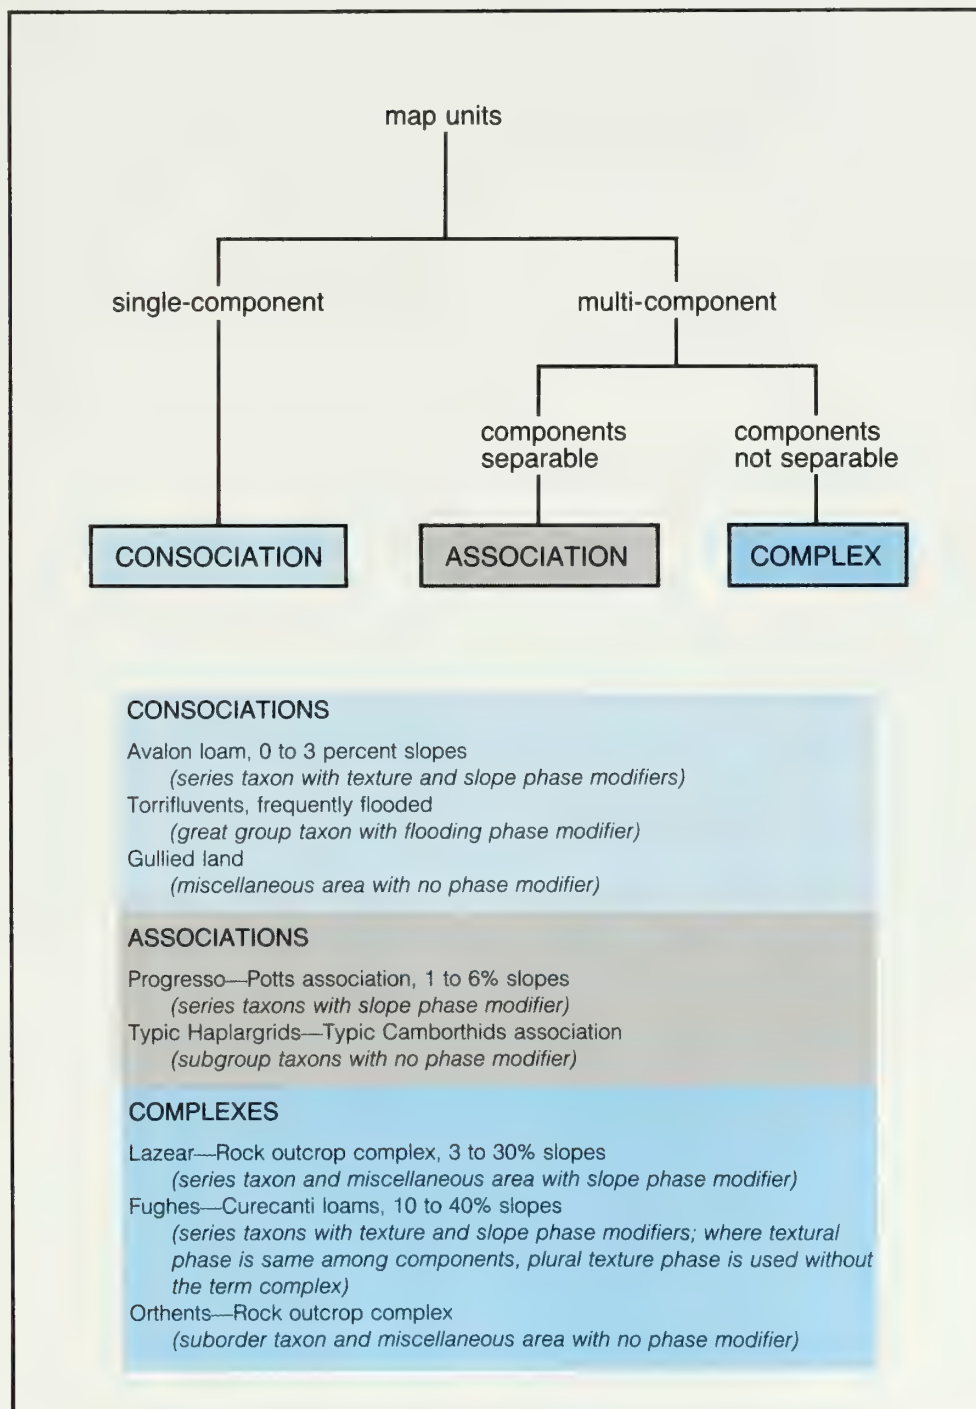 map units
single-component
multi-component
components
separable
components
not separable
CONSOCIATION
ASSOCIATION
COMPLEX
CONSOCIATIONS
Avalon loam, 0 to 3 percent slopes
(series taxon with texture and slope phase modifiers)
Torrifluvents, frequently flooded
(great group taxon with flooding phase modifier)
Gullied land
(miscellaneous area with no phase modifier)
ASSOCIATIONS
Progresso—Potts association, 1 to 6% slopes
(series taxons with slope phase modifier)
Typic Haplargrids—Typic Camborthids association
(subgroup taxons with no phase modifier)
COMPLEXES
Lazear—Rock outcrop complex, 3 to 30% slopes
(series taxon and miscellaneous area with slope phase modifier)
Fughes—Curecanti loams, 10 to 40% slopes
(series taxons with texture and slope phase modifiers; where textural
phase is same among components, plural texture phase is used without
the term complex)
Orthents—Rock outcrop complex
(suborder taxon and miscellaneous area with no phase modifier)